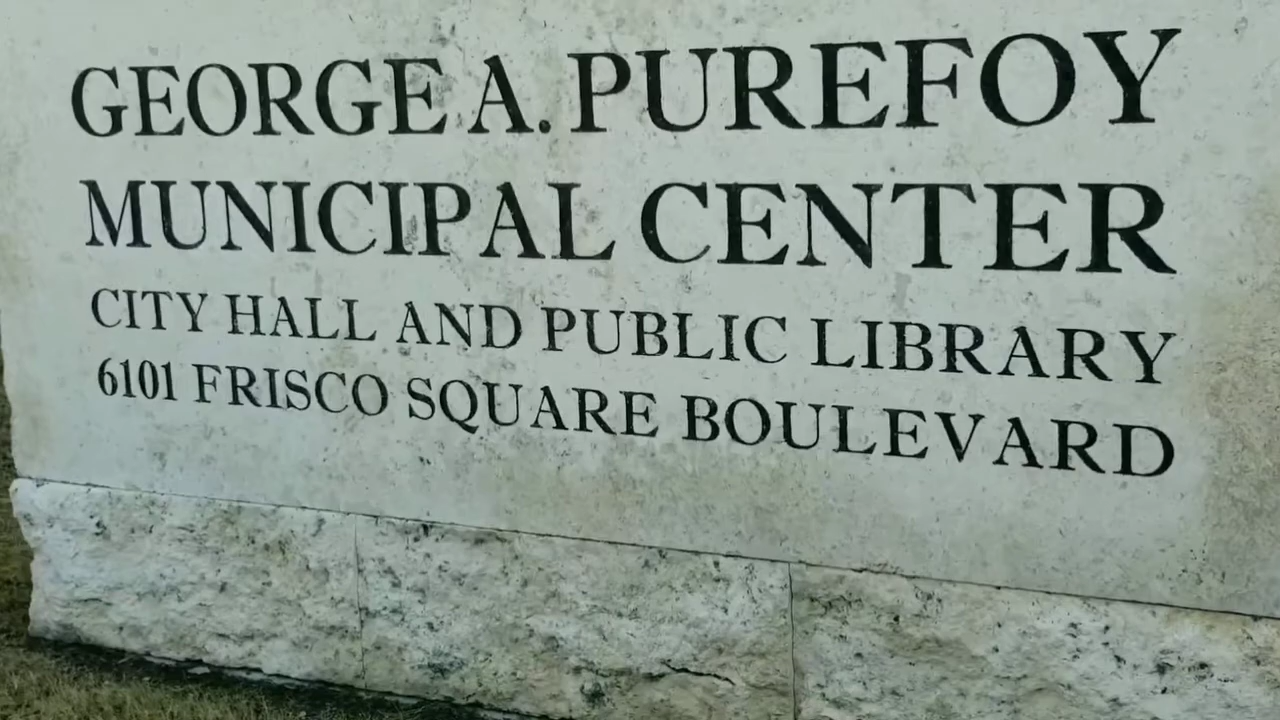 GEORGE A. PUREFOY
MUNICIPAL CENTER
CITY HALL AND PUBLIC LIBRARY
6101 FRISCO SQUARE BOULEVARD